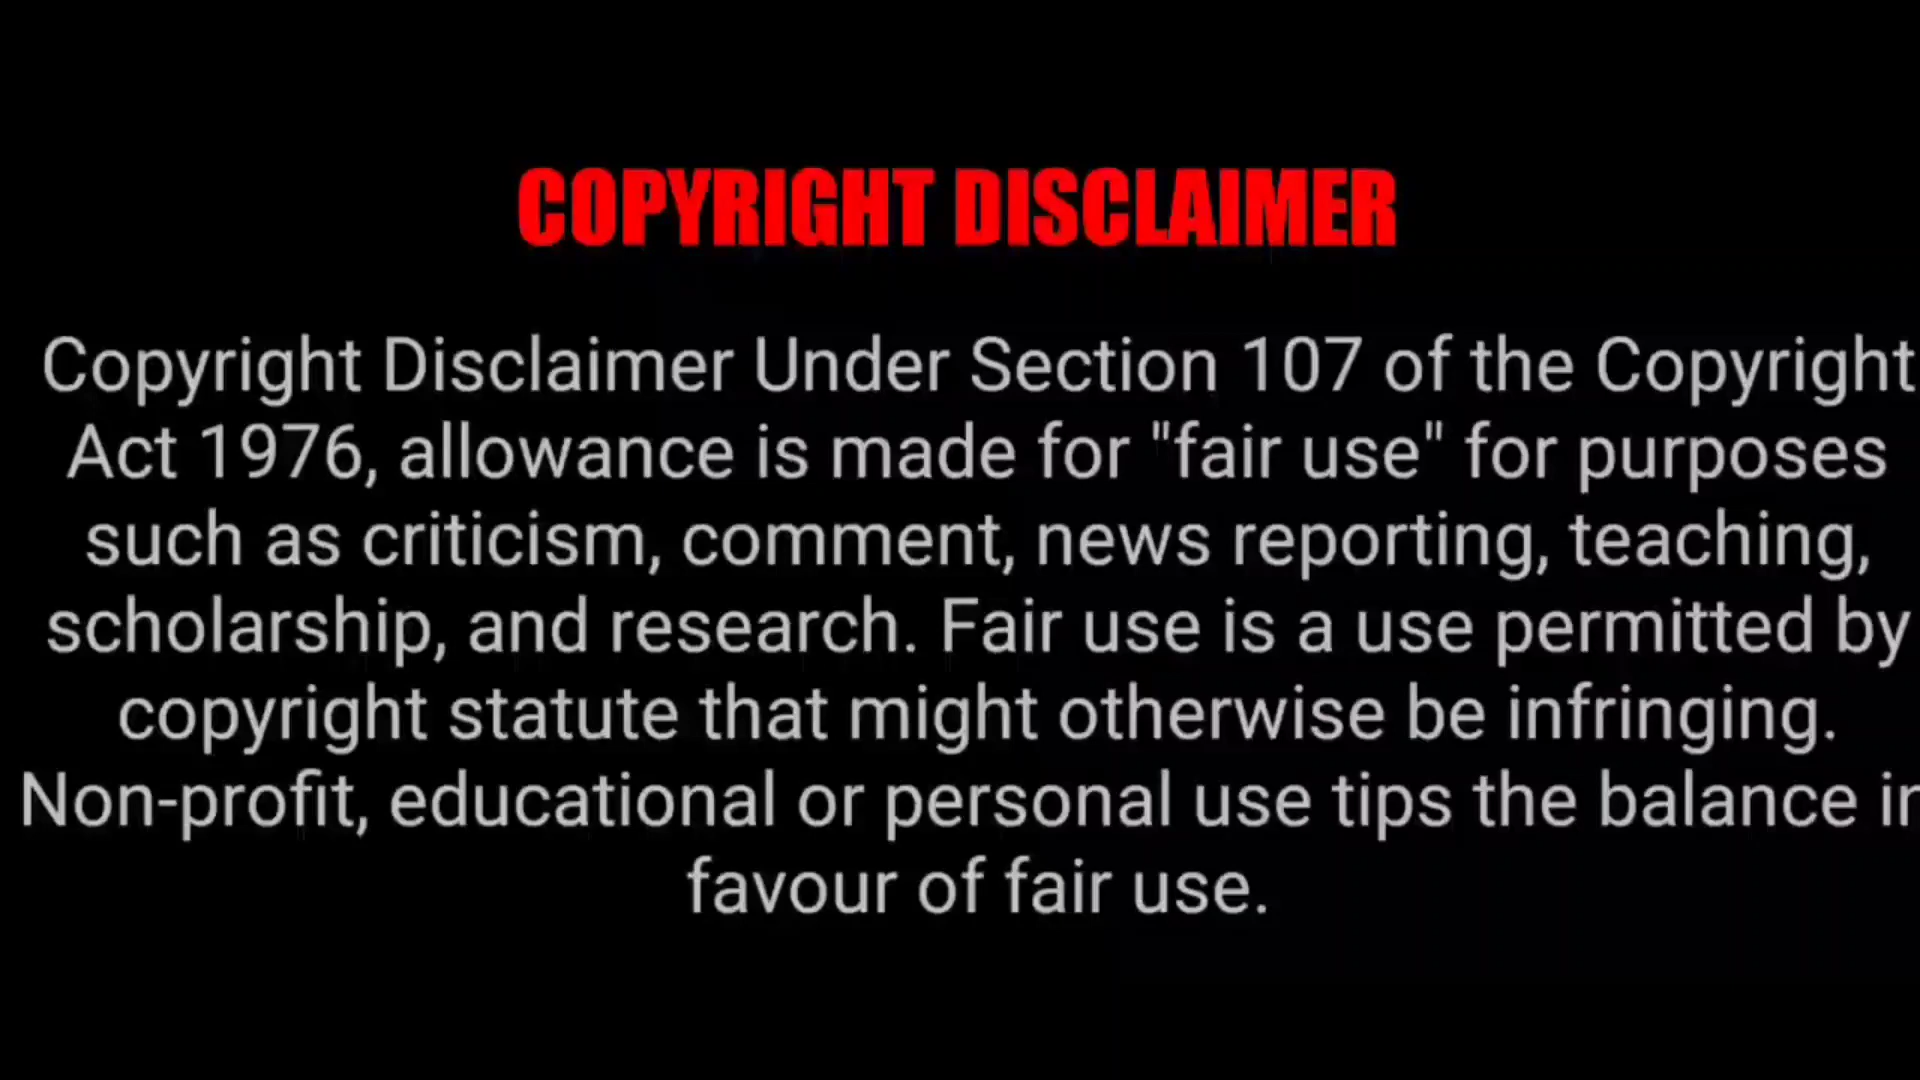 COPYRIGHT DISCLAIMER
Copyright Disclaimer Under Section 107 of the Copyright
Act 1976, allowance is made for "fair use" for purposes
such as criticism, comment, news reporting, teaching,
scholarship, and research. Fair use is a use permitted by
copyright statute that might otherwise be infringing.
Non-profit, educational or personal use tips the balance in
favour of fair use.